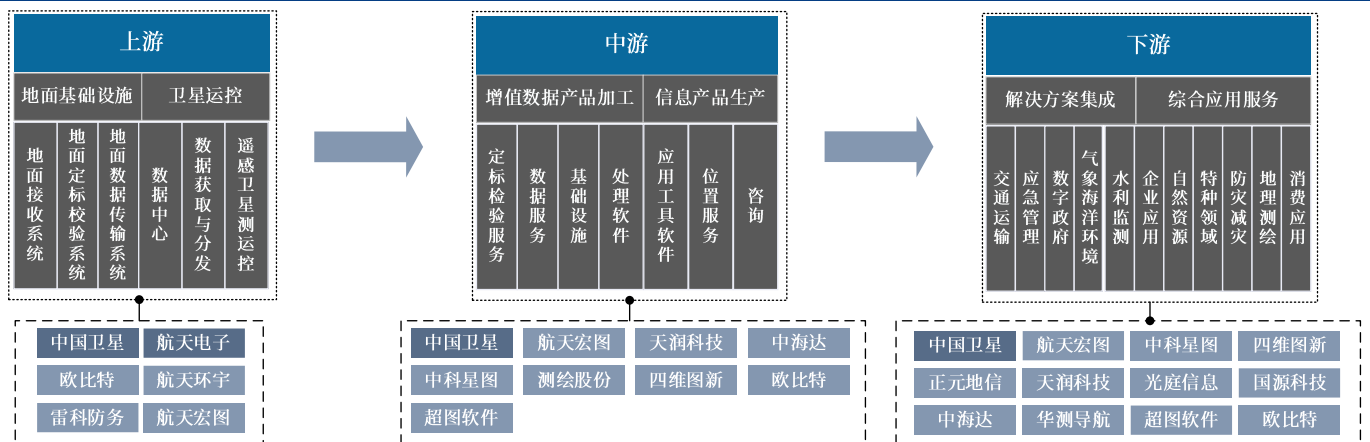 上游
地面基础设施
卫星运控
地面接收系统
地面定标校验系统
地面数据传输系统
数据中心
数据获取与分发
遥感卫星测运控
中国卫星
航天电子
欧比特
航天环宇
雷科防务
航天宏图
中游
增值数据产品加工
信息产品生产
定标检验服务
数据服务
基础设施
处理软件
应用工具软件
位置服务
咨询
中国卫星
航天宏图
天润科技
中海达
中科星图
测绘股份
四维图新
欧比特
超图软件
下游
解决方案集成
综合应用服务
交通运输
应急管理
数字政府
气象海洋环境
水利监测
企业应用
自然资源
特种领域
防灾减灾
地理测绘
消费应用
中国卫星
航天宏图
中科星图
四维图新
正元地信
天润科技
光庭信息
国源科技
中海达
华测导航
超图软件
欧比特